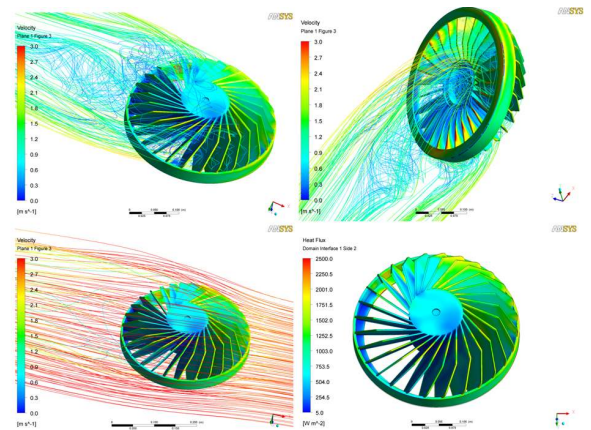 ANSYS
Velocity
Plane 1 Figure 3
3.0
2.7
2.4
2.1
1.8
1.5
1.2
0.9
0.6
0.3
0.0
[m s^-1]
ANSYS
Velocity
Plane 1 Figure 3
3.0
2.7
2.4
2.1
1.8
1.5
1.2
0.9
0.6
0.3
0.0
[m s^-1]
ANSYS
Velocity
Plane 1 Figure 3
3.0
2.7
2.4
2.1
1.8
1.5
1.2
0.9
0.6
0.3
0.0
[m s^-1]
ANSYS
Heat Flux
Domain Interface 1 Side 2
2500.0
2250.5
2001.0
1751.5
1502.0
1252.5
1003.0
753.5
504.0
254.5
5.0
[W m^-2]